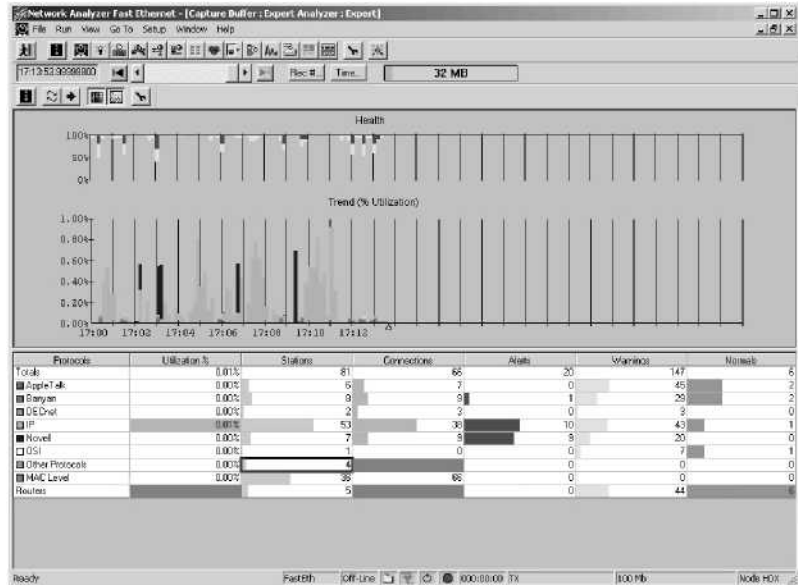 Network Analyzer Fast Ethernet - [Capture Buffer : Expert Analyzer : Expert]
File Run View Go To Setup Window Help
17:13:53.99999800 Rec #... Time... 32 MB
Health
100%
50%
0%
Trend (% Utilization)
1.00%
0.80%
0.60%
0.40%
0.20%
0.00%
17:00 17:02 17:04 17:06 17:08 17:10 17:12
Protocols Utilization % Stations Connections Alerts Warnings Normals
Totals 0.01% 81 66 20 147 6
AppleTalk 0.00% 6 7 0 45 2
Banyan 0.00% 9 9 1 29 2
DECnet 0.00% 2 3 0 3 0
IP 0.01% 53 38 10 43 1
Novell 0.00% 7 9 9 20 0
OSI 0.00% 1 0 0 7 1
Other Protocols 0.00% 4 0 0 0
MAC Level 0.00% 36 66 0 0 0
Routers 5 0 44 6
Ready FastEth Off-Line 000:00:00 TX 100 Mb Node HDX